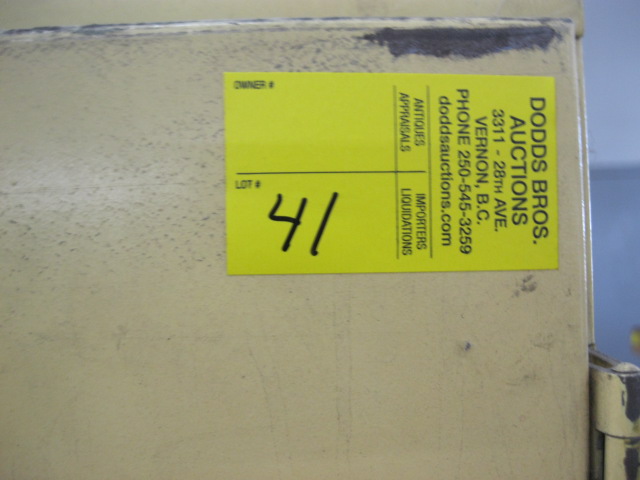 DODDS BROS.
AUCTIONS
3311 - 28TH AVE.
VERNON, B.C.
PHONE 250-545-3259
doddsauctions.com
ANTIQUES IMPORTERS
APPRAISALS LIQUIDATIONS
OWNER #
LOT #
41